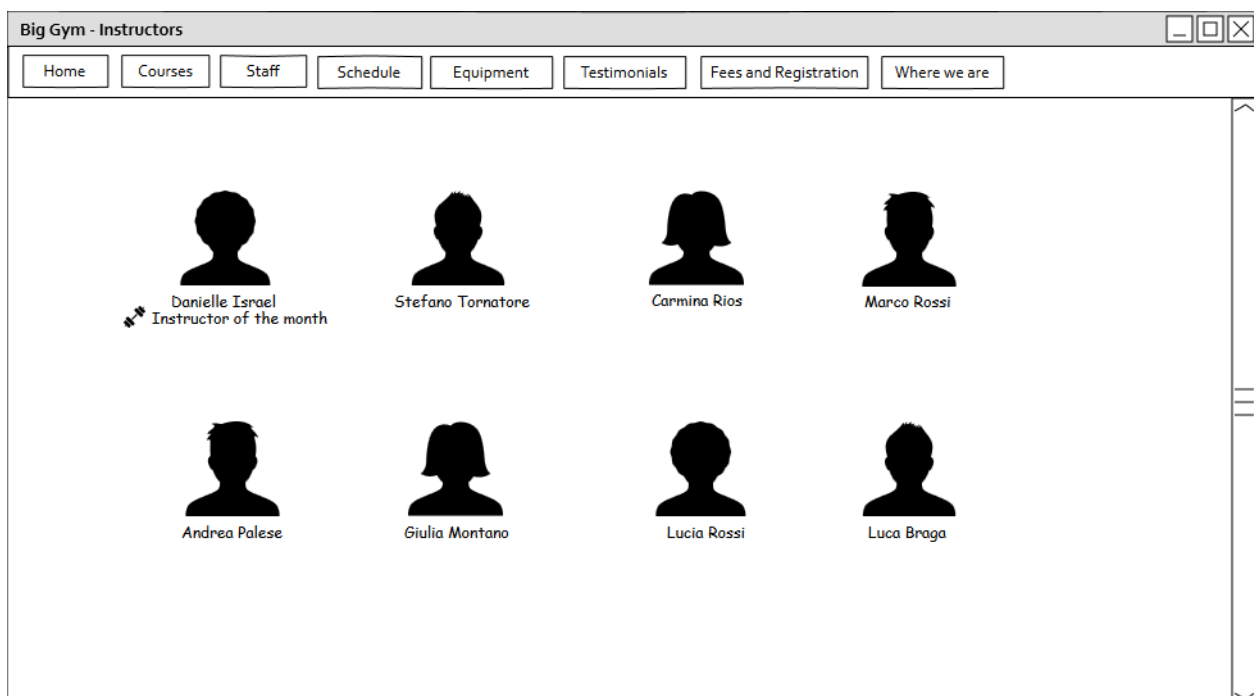 Big Gym - Instructors
Home Courses Staff Schedule Equipment Testimonials Fees and Registration Where we are
Danielle Israel Stefano Tornatore Carmina Rios Marco Rossi
Instructor of the month
Andrea Palese Giulia Montano Lucia Rossi Luca Braga